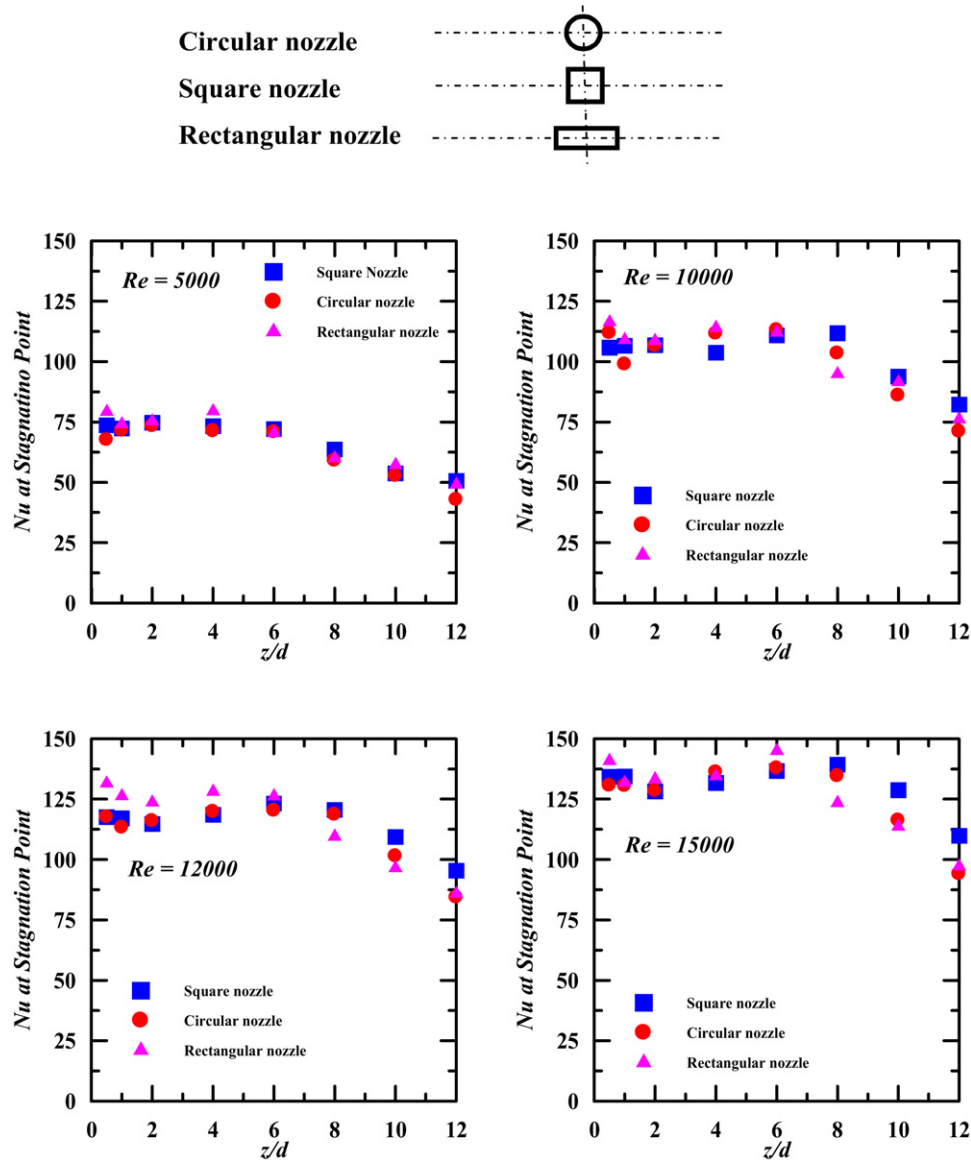 Circular nozzle
Square nozzle
Rectangular nozzle
150
125
100
75
50
25
0
Nu at Stagnatino Point
Re = 5000
Square Nozzle
Circular nozzle
Rectangular nozzle
0 2 4 6 8 10 12
z/d
150
125
100
75
50
25
0
Nu at Stagnation Point
Re = 10000
Square nozzle
Circular nozzle
Rectangular nozzle
0 2 4 6 8 10 12
z/d
150
125
100
75
50
25
0
Nu at Stagnation Point
Re = 12000
Square nozzle
Circular nozzle
Rectangular nozzle
0 2 4 6 8 10 12
z/d
150
125
100
75
50
25
0
Nu at Stagnation Point
Re = 15000
Square nozzle
Circular nozzle
Rectangular nozzle
0 2 4 6 8 10 12
z/d